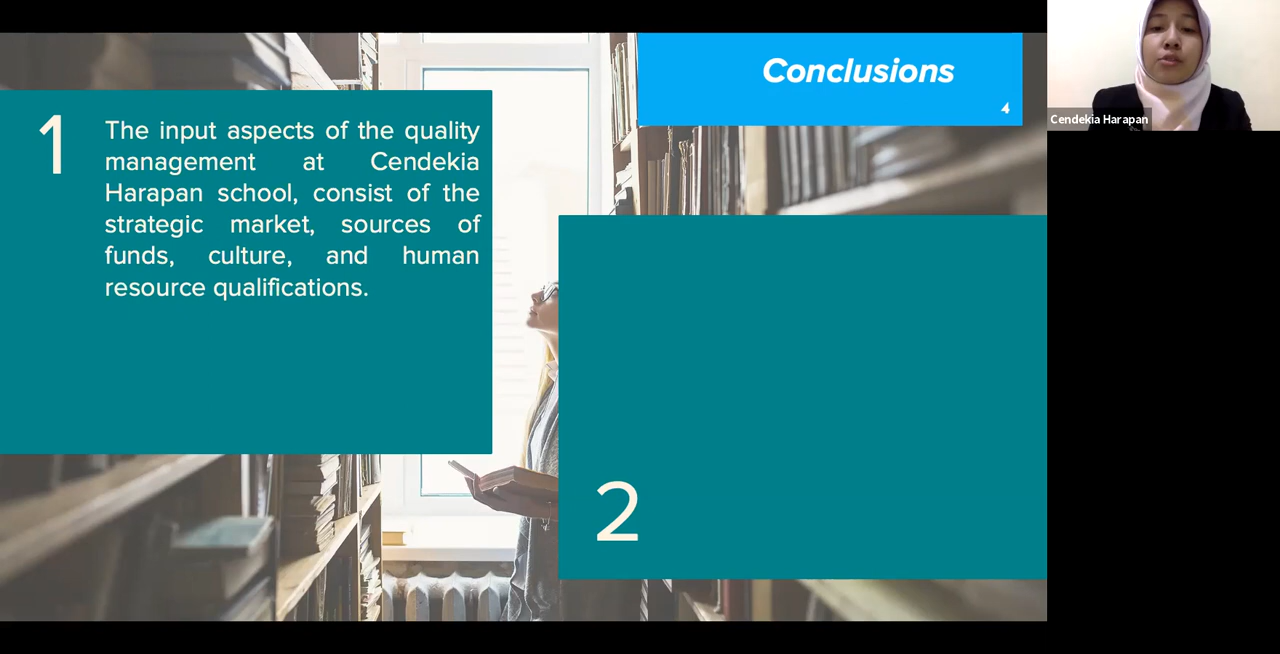 Conclusions
4
1
The input aspects of the quality
management at Cendekia
Harapan school, consist of the
strategic market, sources of
funds, culture, and human
resource qualifications.
2
Cendekia Harapan